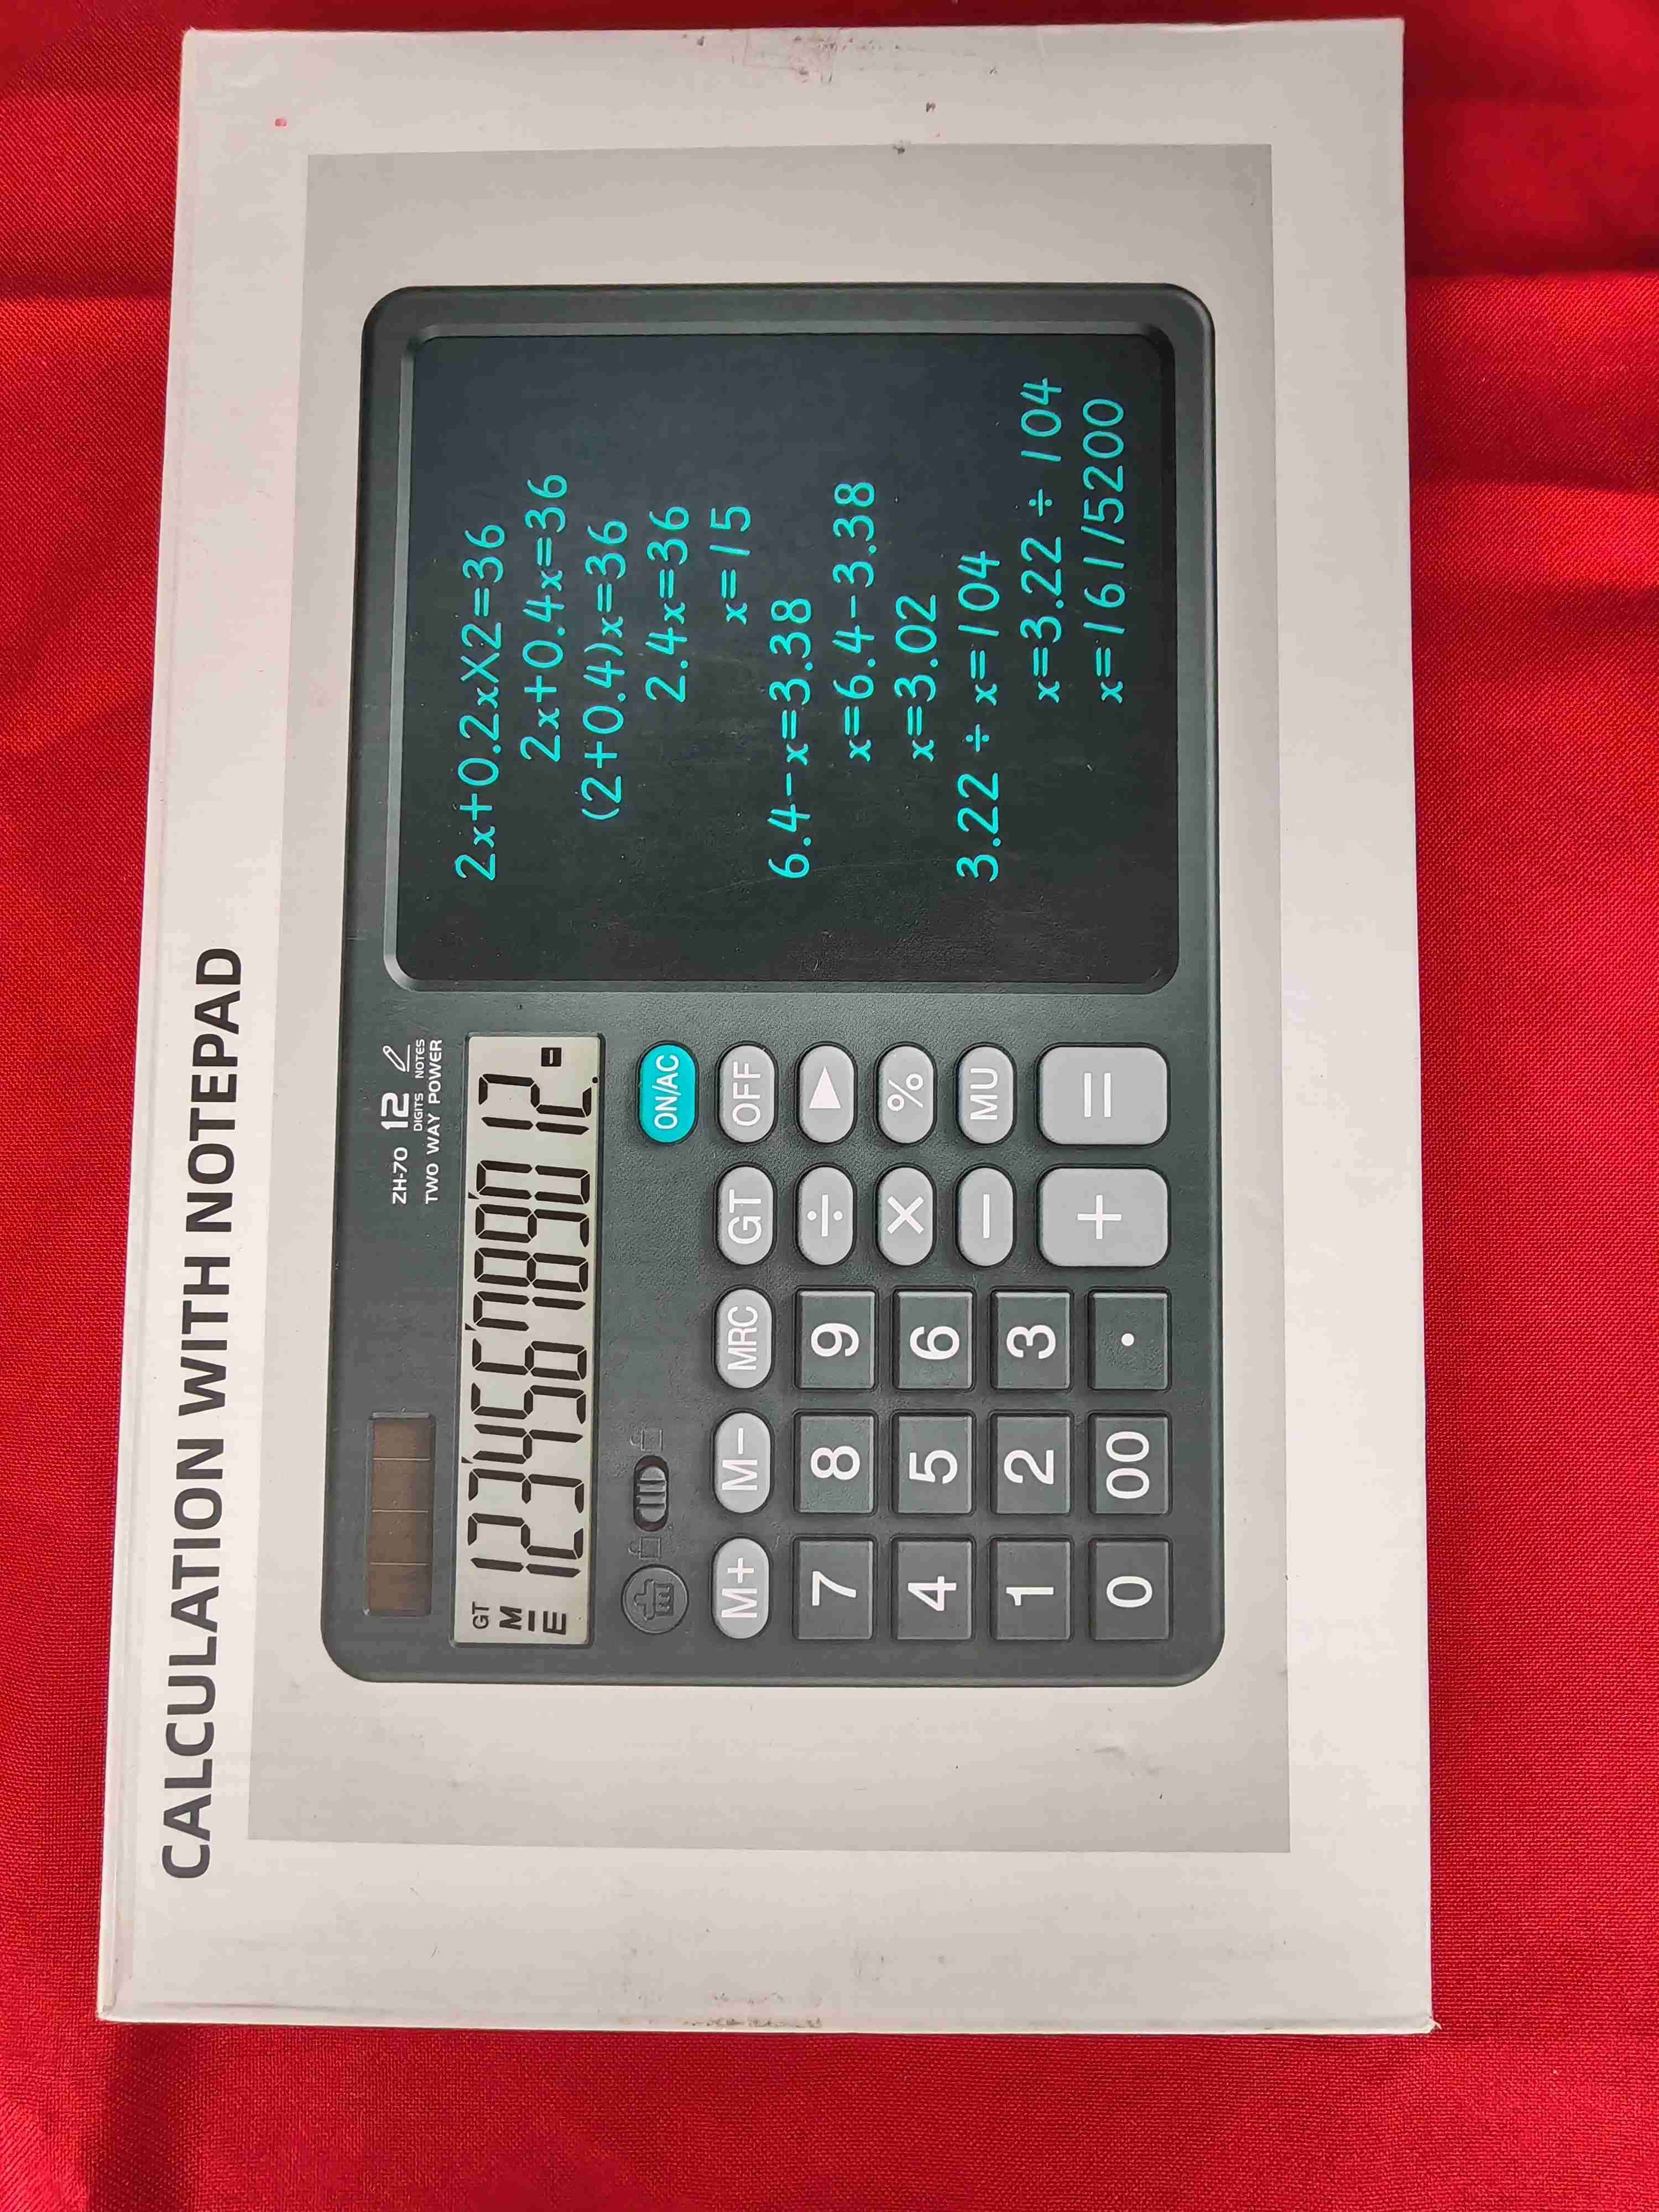 CALCULATION WITH NOTEPAD
ZH-70 12 DIGITS NOTES
TWO WAY POWER
GT
M
E
123456789012.
ON/AC
M+ M- MRC GT OFF
7 8 9 ÷ ▶
4 5 6 × %
1 2 3 - MU
0 00 . + =
2x+0.2xX2=36
2x+0.4x=36
(2+0.4)x=36
2.4x=36
x=15
6.4-x=3.38
x=6.4-3.38
x=3.02
3.22÷x=104
x=3.22÷104
x=161/5200